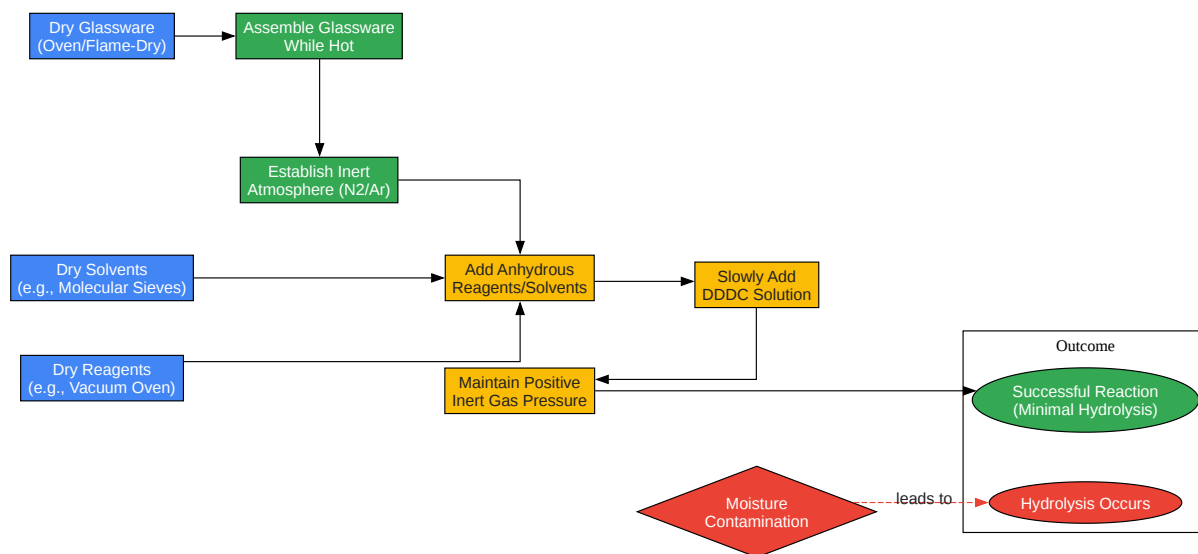 Dry Glassware
(Oven/Flame-Dry)
Assemble Glassware
While Hot
Establish Inert
Atmosphere (N2/Ar)
Dry Solvents
(e.g., Molecular Sieves)
Add Anhydrous
Reagents/Solvents
Slowly Add
DDDC Solution
Dry Reagents
(e.g., Vacuum Oven)
Maintain Positive
Inert Gas Pressure
Outcome
Successful Reaction
(Minimal Hydrolysis)
Moisture
Contamination
leads to
Hydrolysis Occurs